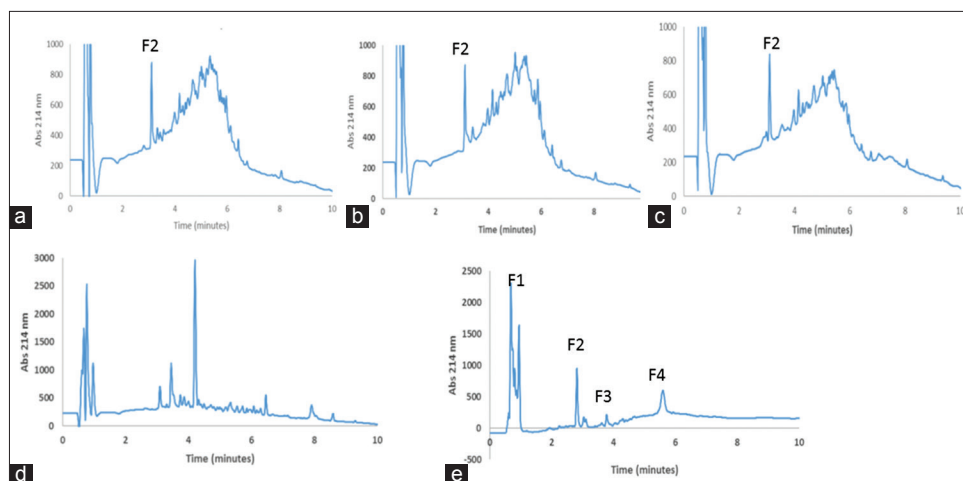 F2
1000
800
600
400
200
0
Abs 214 nm
0 2 4 6 8 10
Time (minutes)
a
F2
1000
800
600
400
200
0
Abs 214 nm
0 2 4 6 8
Time (minutes)
b
F2
1000
800
600
400
200
0
Abs 214 nm
0 2 4 6 8 10
Time (minutes)
c
3000
2500
2000
1500
1000
500
0
Abs 214 nm
0 2 4 6 8 10
Time (minutes)
d
F1
F2
F3
F4
2500
2000
1500
1000
500
0
-500
Abs 214 nm
0 2 4 6 8 10
Time (minutes)
e